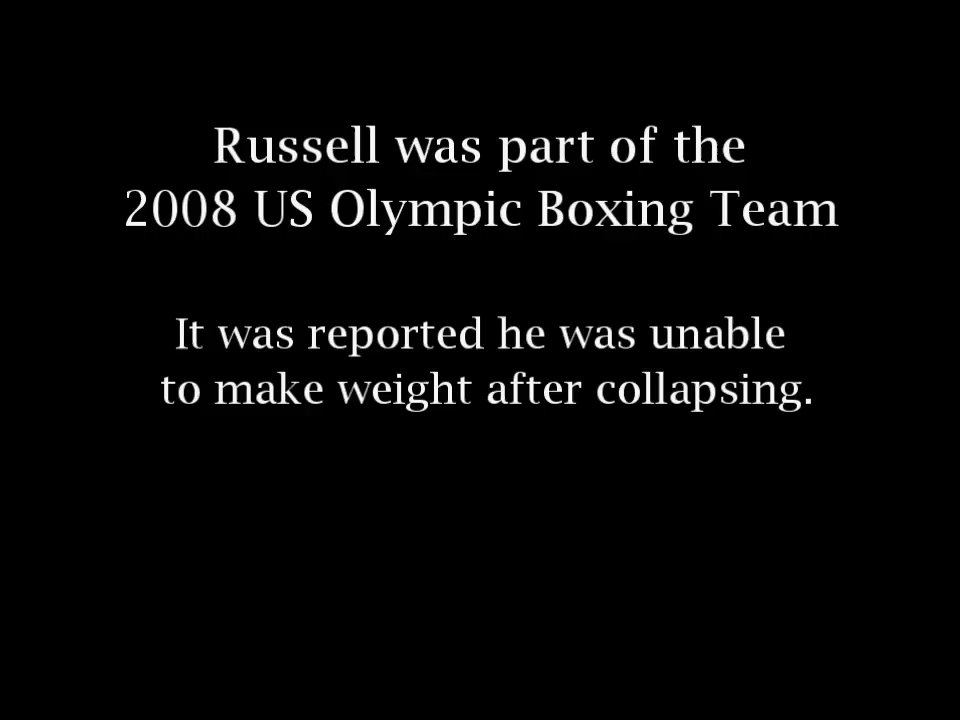 Russell was part of the
2008 US Olympic Boxing Team
It was reported he was unable
to make weight after collapsing.